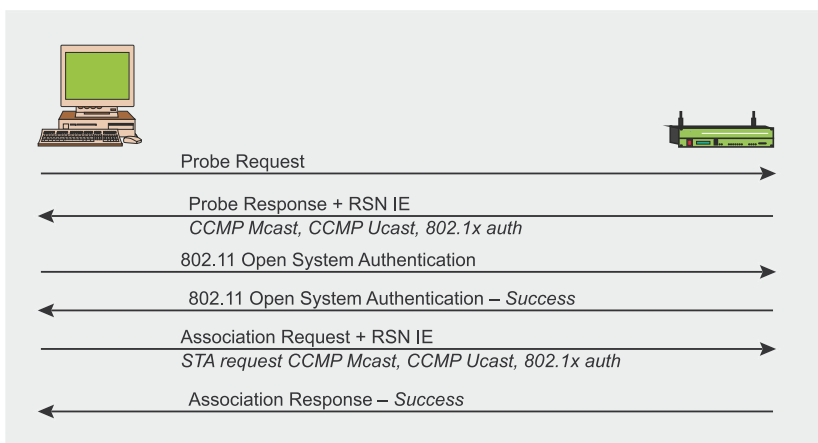 Probe Request
Probe Response + RSN IE
CCMP Mcast, CCMP Ucast, 802.1x auth
802.11 Open System Authentication
802.11 Open System Authentication – Success
Association Request + RSN IE
STA request CCMP Mcast, CCMP Ucast, 802.1x auth
Association Response – Success